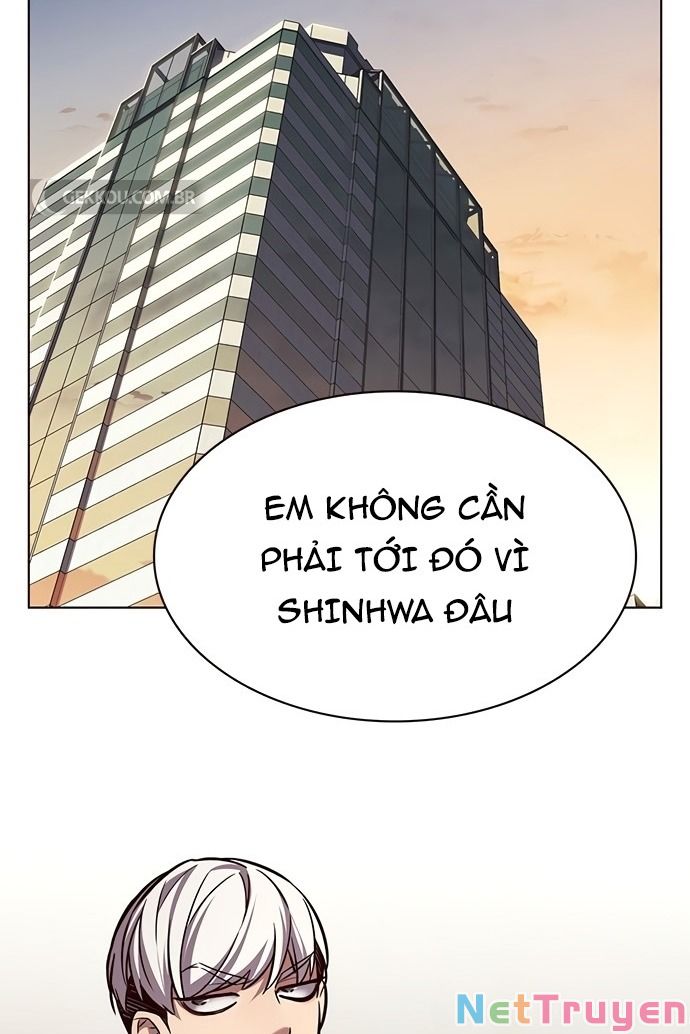 GEKKOU.COM.BR
EM KHÔNG CẦN
PHẢI TỚI ĐÓ VÌ
SHINHWA ĐÂU
NetTruyen